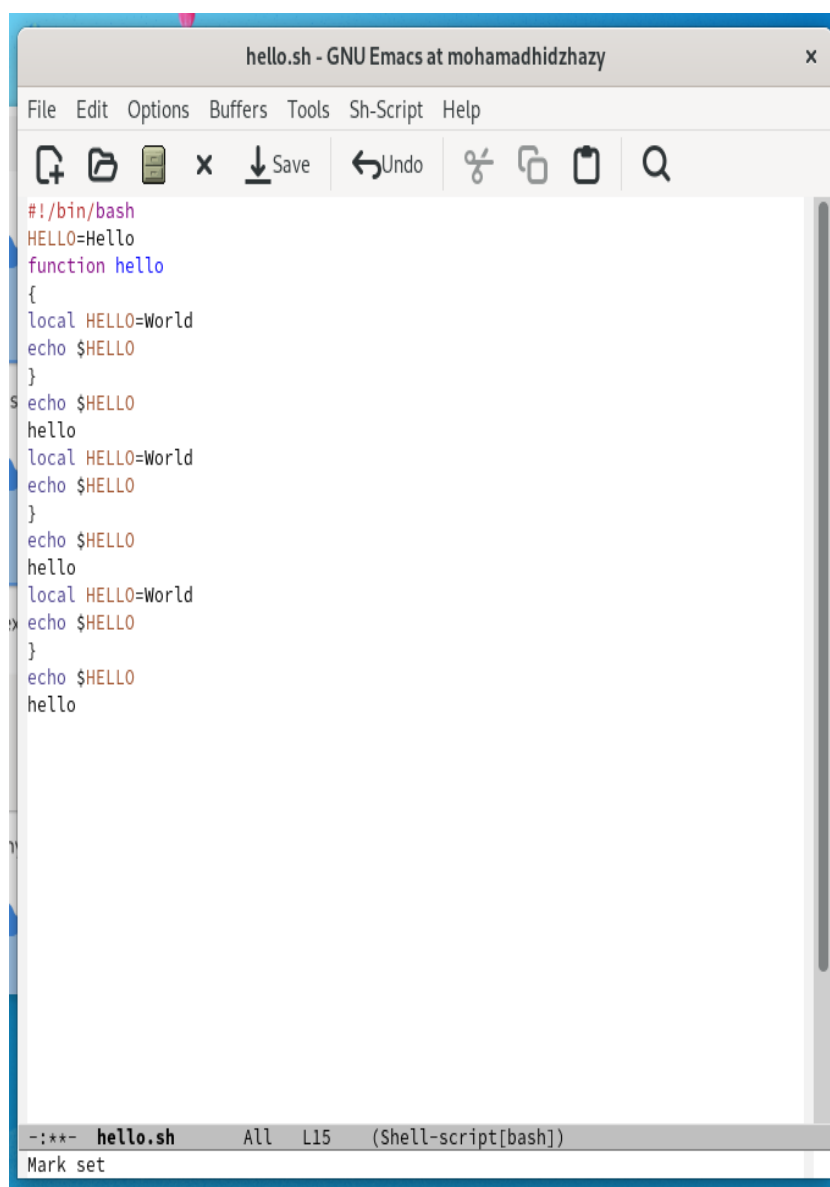 hello.sh - GNU Emacs at mohamadhidzhazy x
File Edit Options Buffers Tools Sh-Script Help
Save Undo
#!/bin/bash
HELLO=Hello
function hello
{
local HELLO=World
echo $HELLO
}
echo $HELLO
hello
local HELLO=World
echo $HELLO
}
echo $HELLO
hello
local HELLO=World
echo $HELLO
}
echo $HELLO
hello
-:**- hello.sh All L15 (Shell-script[bash])
Mark set